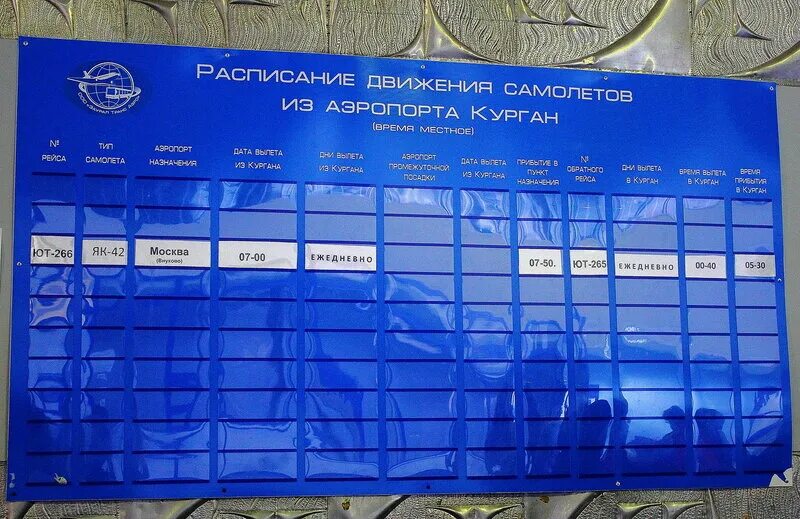 Расписание движения самолетов
из аэропорта Курган
(время местное)
№ рейса
тип самолета
аэропорт назначения
дата вылета из Кургана
дни вылета из Кургана
аэропорт промежуточной посадки
дата вылета из Кургана
прибытие в пункт назначения
№ обратного рейса
дни вылета в Курган
время вылета в Курган
время прибытия в Курган
ЮТ-266 ЯК-42 Москва (Внуково) 07-00 ЕЖЕДНЕВНО 07-50. ЮТ-265 ЕЖЕДНЕВНО 00-40 05-30